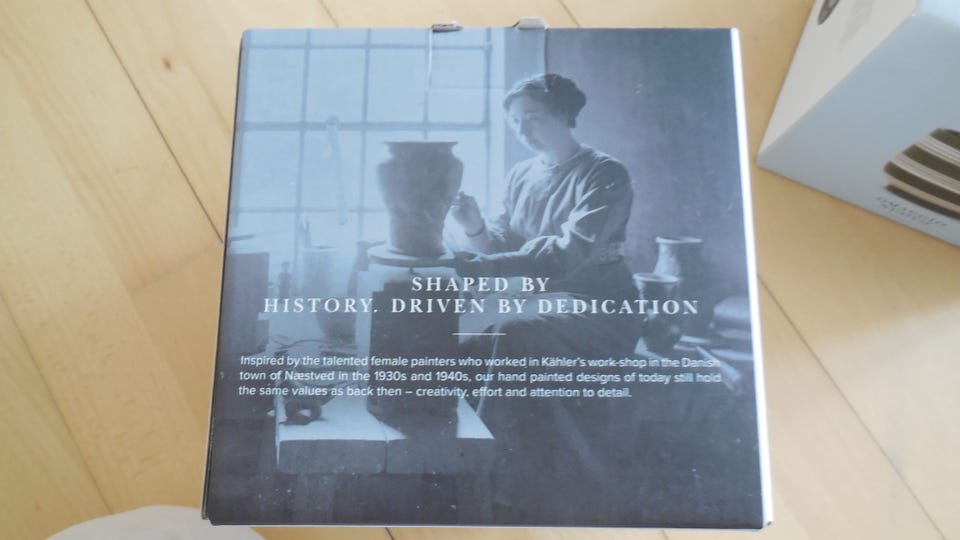 SHAPED BY
HISTORY. DRIVEN BY DEDICATION
Inspired by the talented female painters who worked in Kähler's work-shop in the Danish
town of Næstved in the 1930s and 1940s, our hand painted designs of today still hold
the same values as back then – creativity, effort and attention to detail.